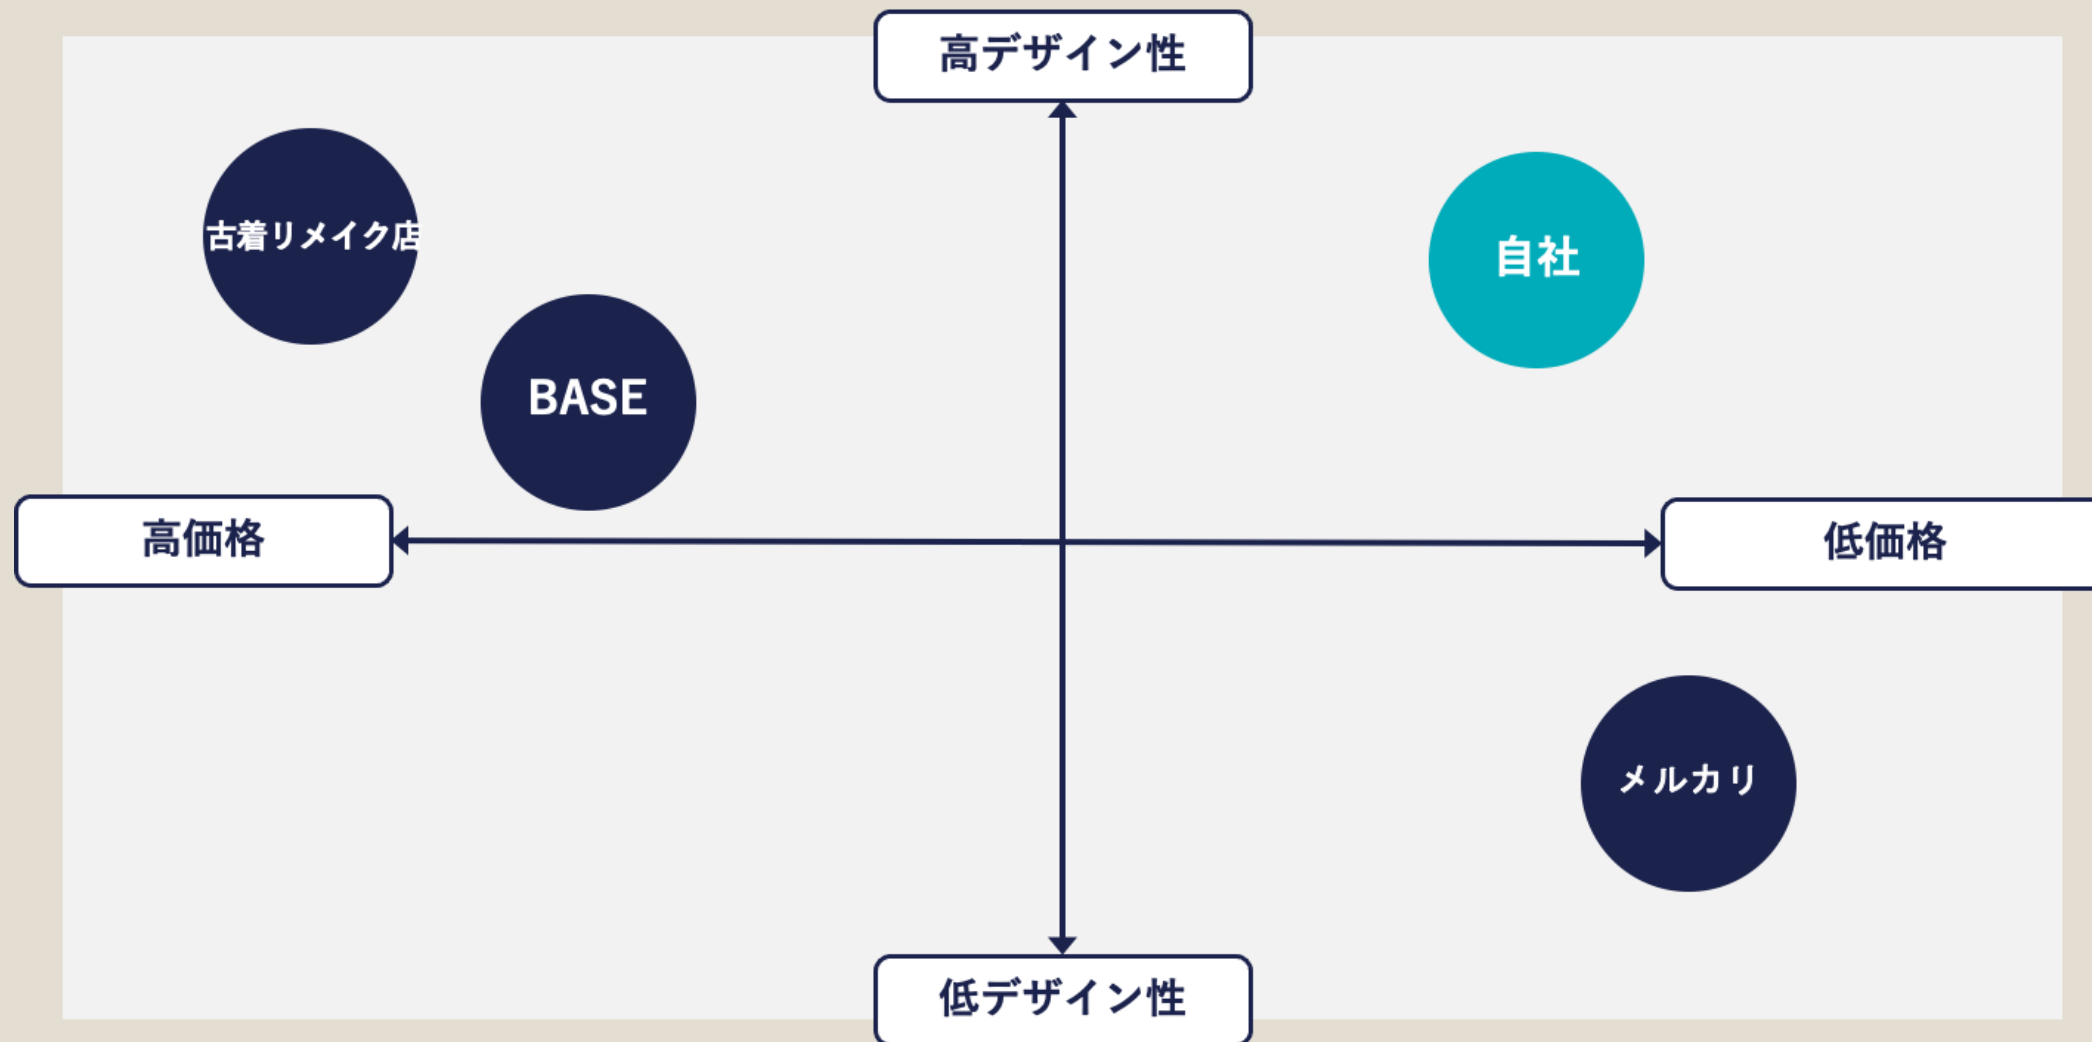 高デザイン性
古着リメイク店
自社
BASE
高価格
低価格
メルカリ
低デザイン性